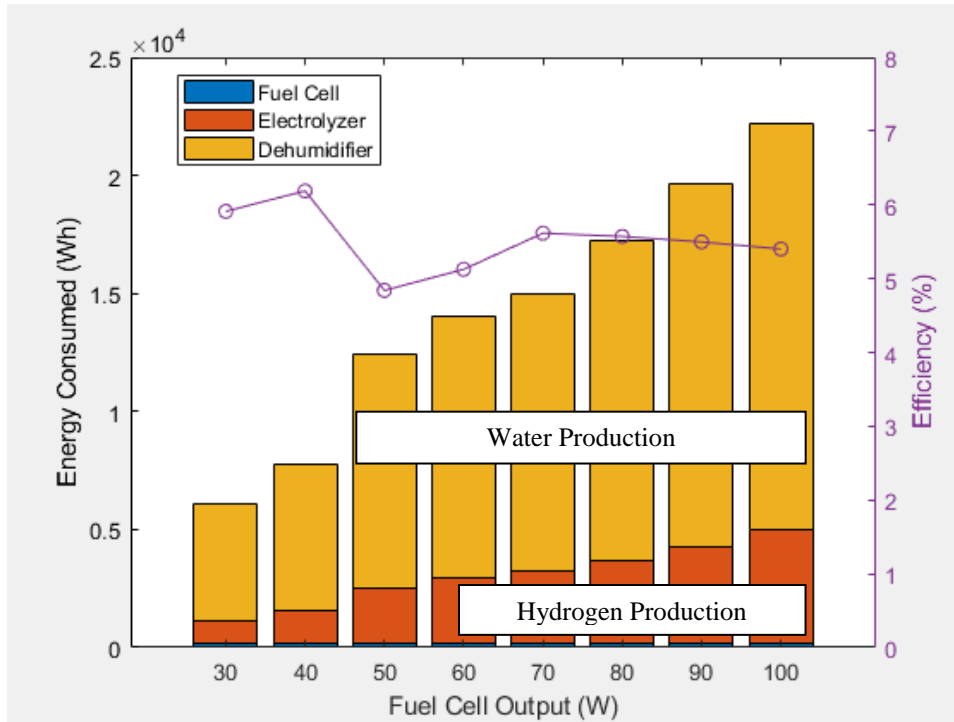 ×10⁴
2.5
2
1.5
1
0.5
0
Energy Consumed (Wh)
Fuel Cell
Electrolyzer
Dehumidifier
Water Production
Hydrogen Production
8
7
6
5
4
3
2
1
0
Efficiency (%)
30 40 50 60 70 80 90 100
Fuel Cell Output (W)